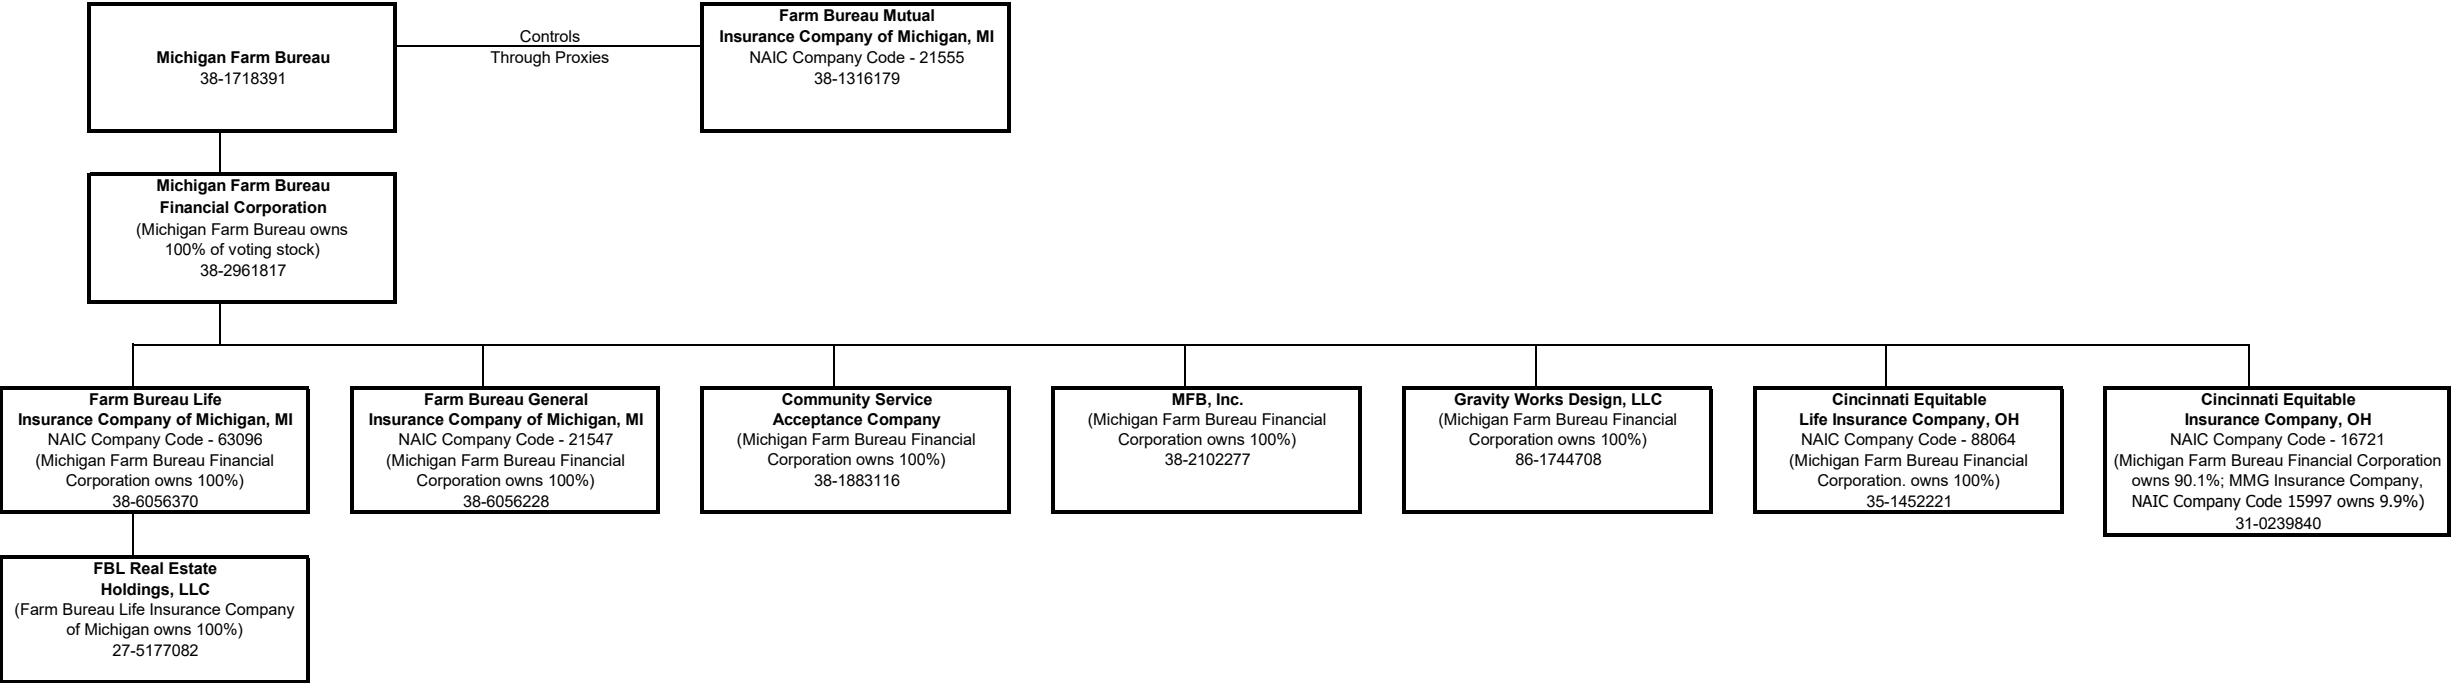 Michigan Farm Bureau
38-1718391
Controls
Through Proxies
Farm Bureau Mutual
Insurance Company of Michigan, MI
NAIC Company Code - 21555
38-1316179
Michigan Farm Bureau
Financial Corporation
(Michigan Farm Bureau owns
100% of voting stock)
38-2961817
Farm Bureau Life
Insurance Company of Michigan, MI
NAIC Company Code - 63096
(Michigan Farm Bureau Financial
Corporation owns 100%)
38-6056370
Farm Bureau General
Insurance Company of Michigan, MI
NAIC Company Code - 21547
(Michigan Farm Bureau Financial
Corporation owns 100%)
38-6056228
Community Service
Acceptance Company
(Michigan Farm Bureau Financial
Corporation owns 100%)
38-1883116
MFB, Inc.
(Michigan Farm Bureau Financial
Corporation owns 100%)
38-2102277
Gravity Works Design, LLC
(Michigan Farm Bureau Financial
Corporation owns 100%)
86-1744708
Cincinnati Equitable
Life Insurance Company, OH
NAIC Company Code - 88064
(Michigan Farm Bureau Financial
Corporation. owns 100%)
35-1452221
Cincinnati Equitable
Insurance Company, OH
NAIC Company Code - 16721
(Michigan Farm Bureau Financial Corporation
owns 90.1%; MMG Insurance Company,
NAIC Company Code 15997 owns 9.9%)
31-0239840
FBL Real Estate
Holdings, LLC
(Farm Bureau Life Insurance Company
of Michigan owns 100%)
27-5177082